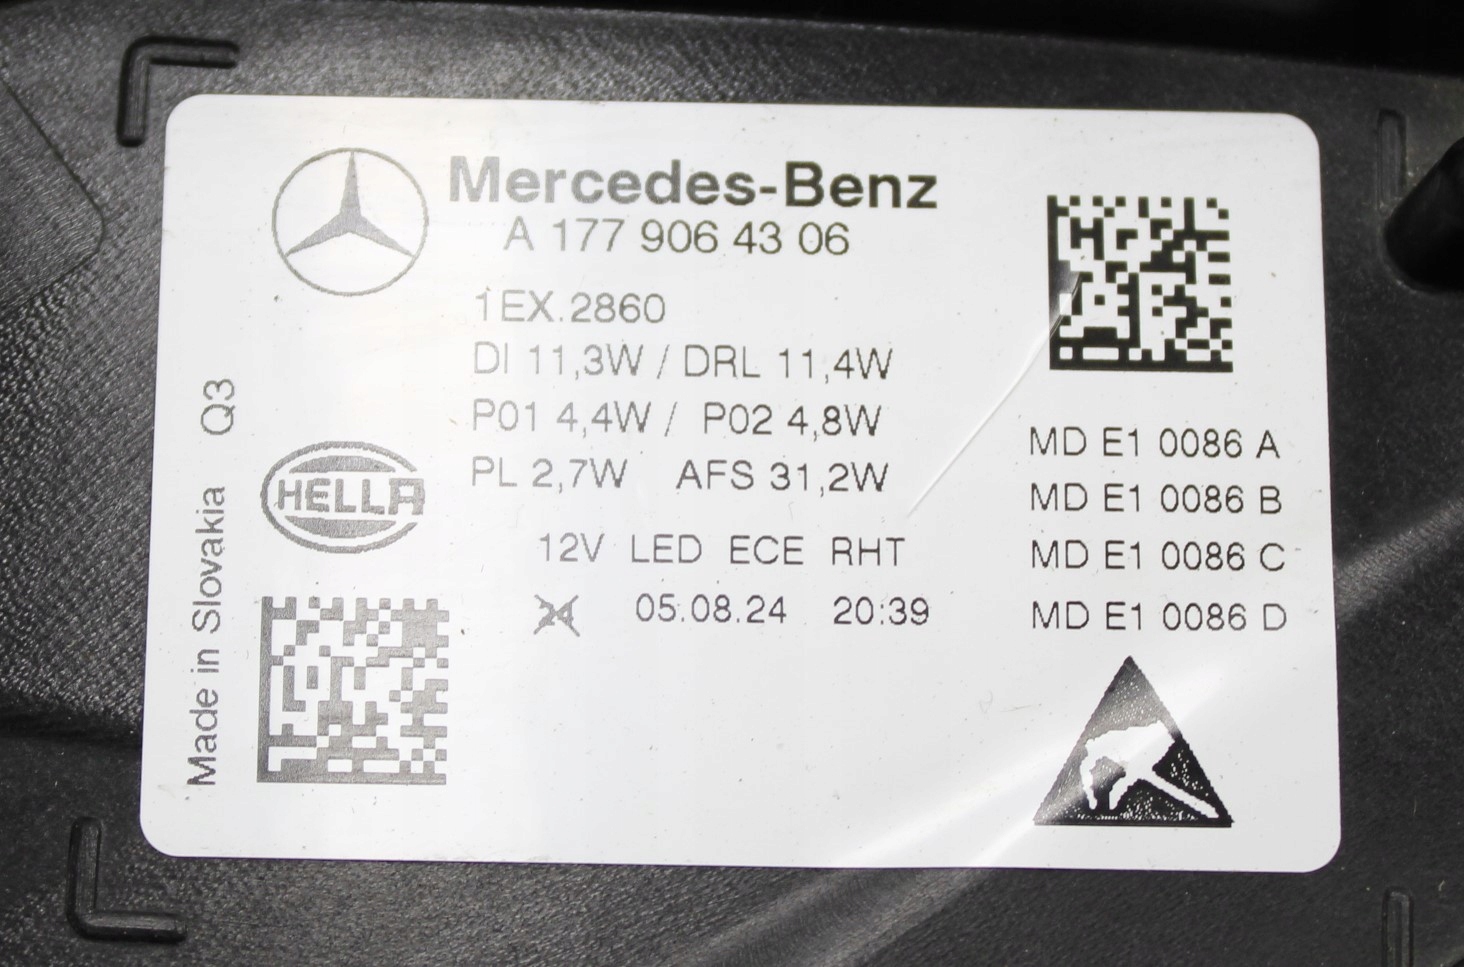 Mercedes-Benz
A 177 906 43 06
1EX.2860
DI 11,3W / DRL 11,4W
P01 4,4W / P02 4,8W
PL 2,7W AFS 31,2W
12V LED ECE RHT
24 05.08.24 20:39
MD E1 0086 A
MD E1 0086 B
MD E1 0086 C
MD E1 0086 D
HELLA
Made in Slovakia Q3